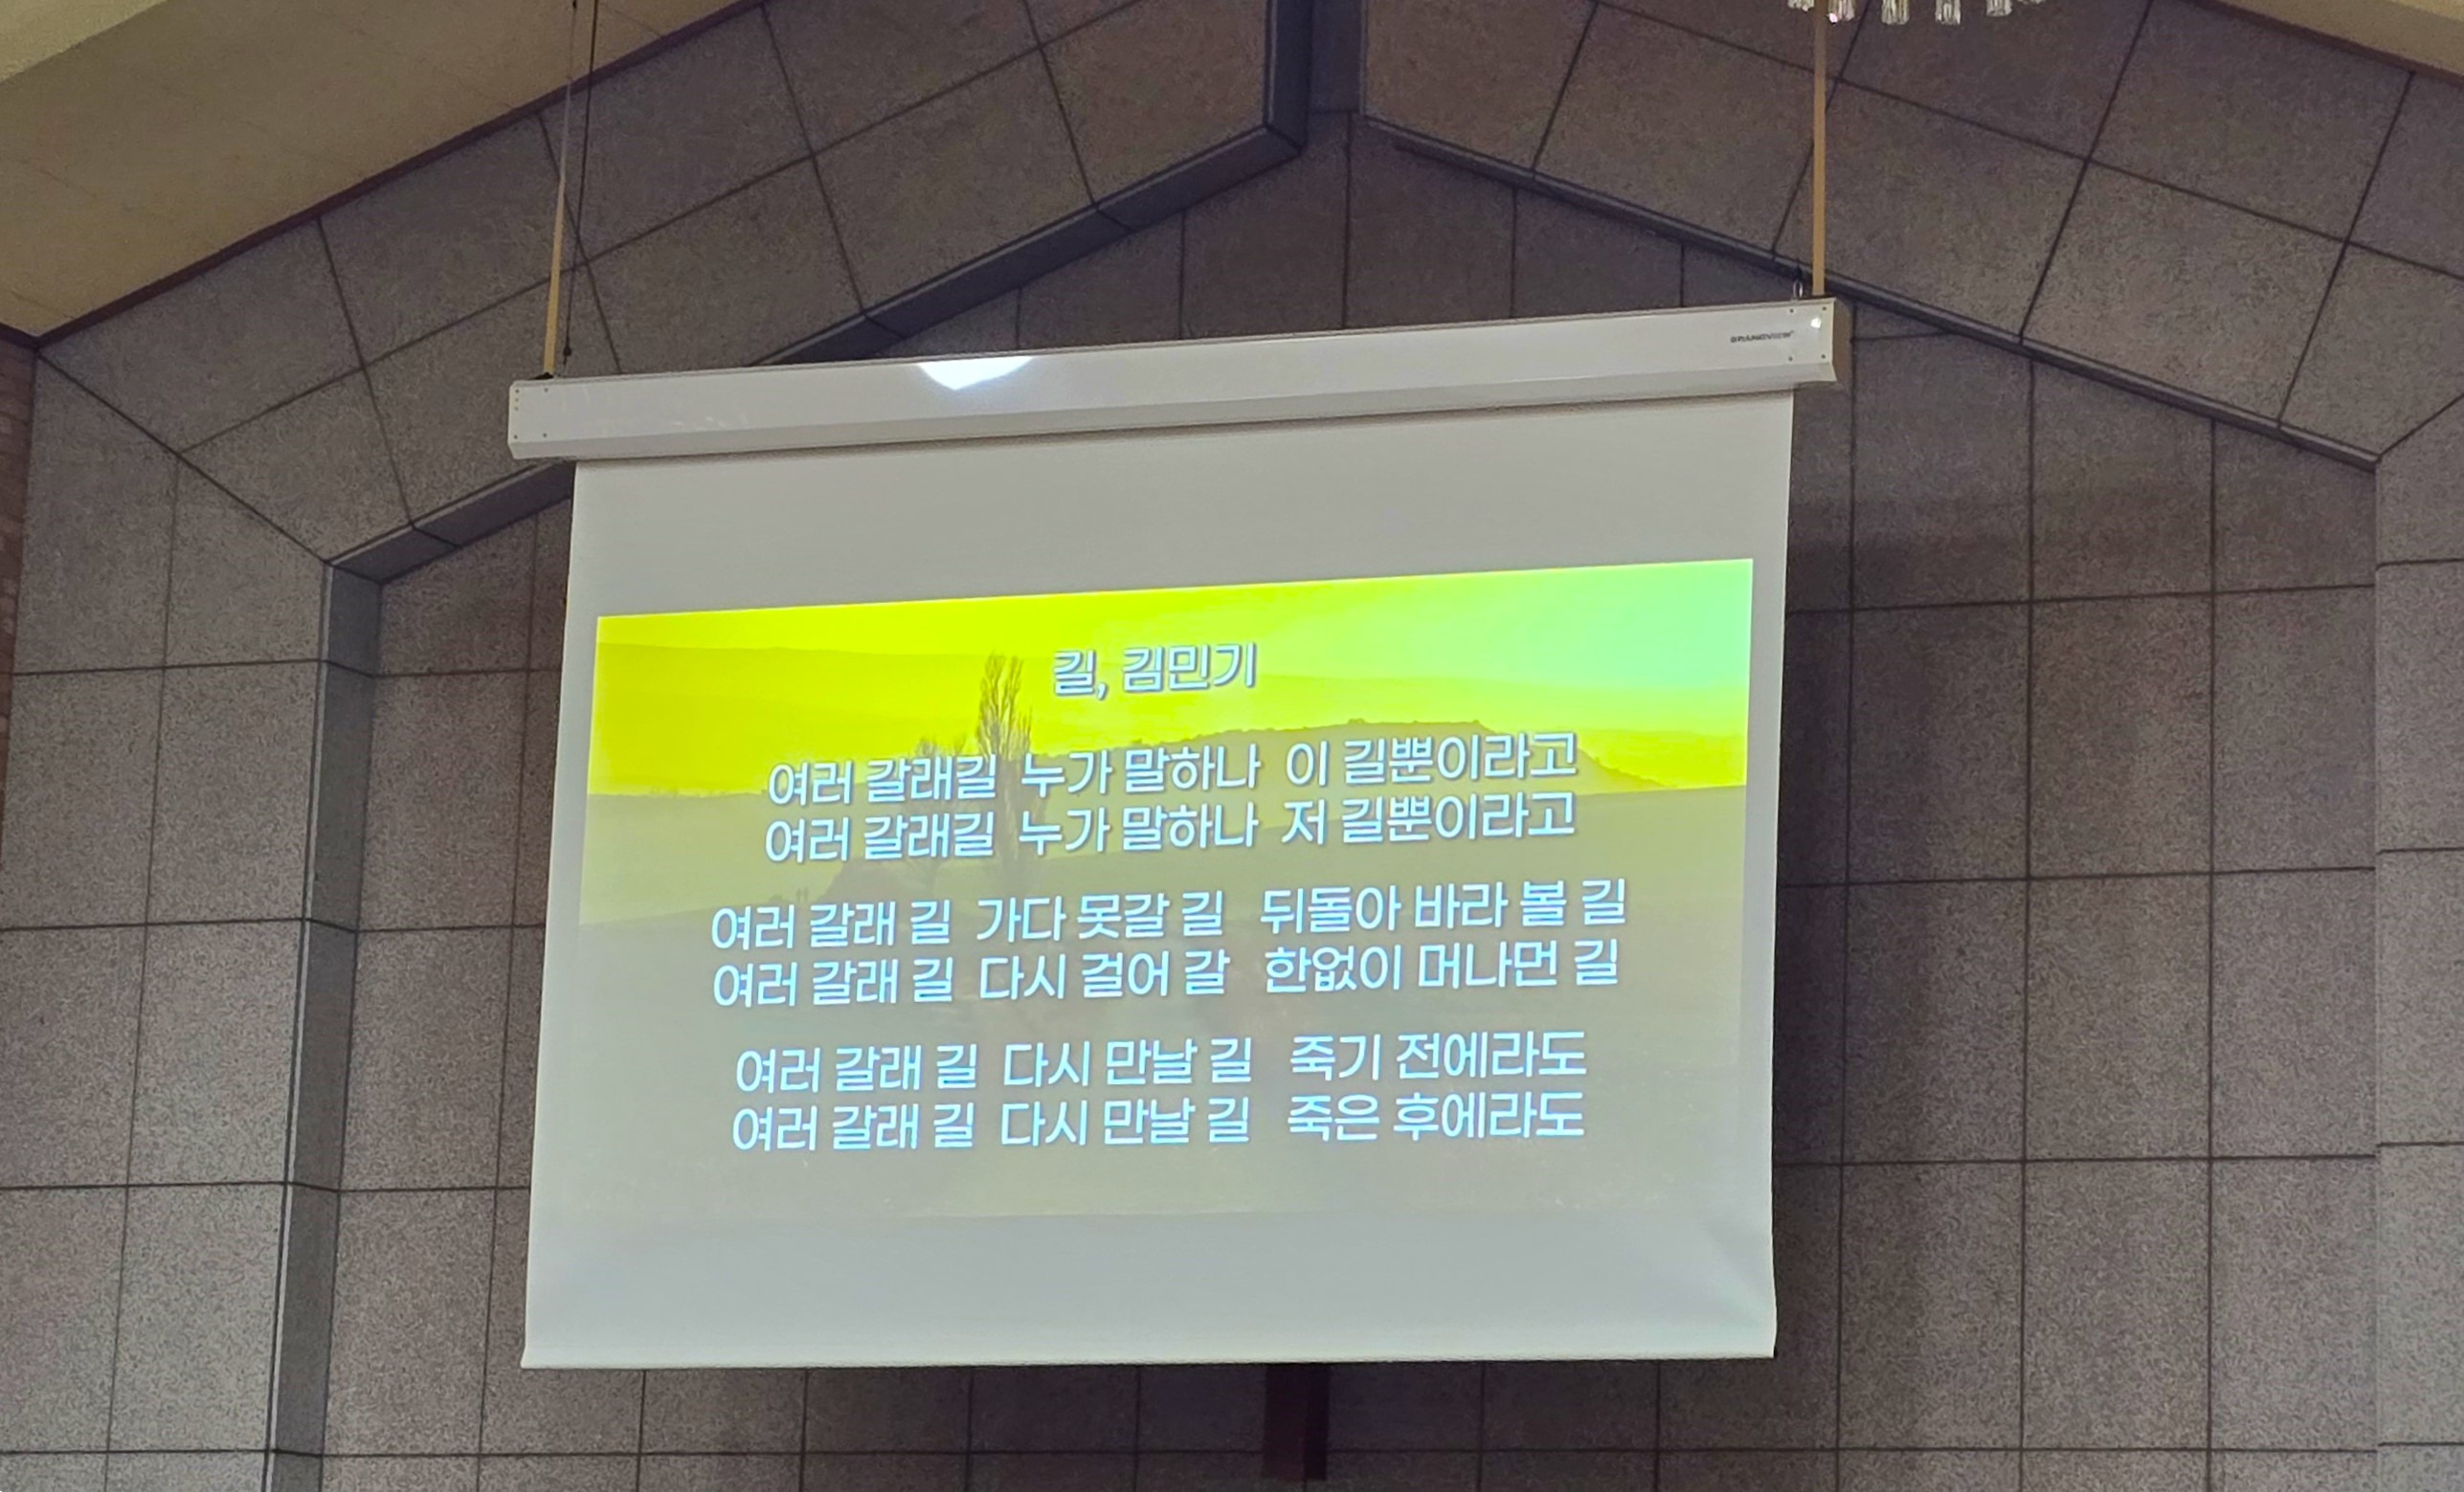 GRANDVIEW
길, 김민기
여러 갈래길 누가 말하나 이 길뿐이라고
여러 갈래길 누가 말하나 저 길뿐이라고
여러 갈래 길 가다 못갈 길 뒤돌아 바라 볼 길
여러 갈래 길 다시 걸어 갈 한없이 머나먼 길
여러 갈래 길 다시 만날 길 죽기 전에라도
여러 갈래 길 다시 만날 길 죽은 후에라도